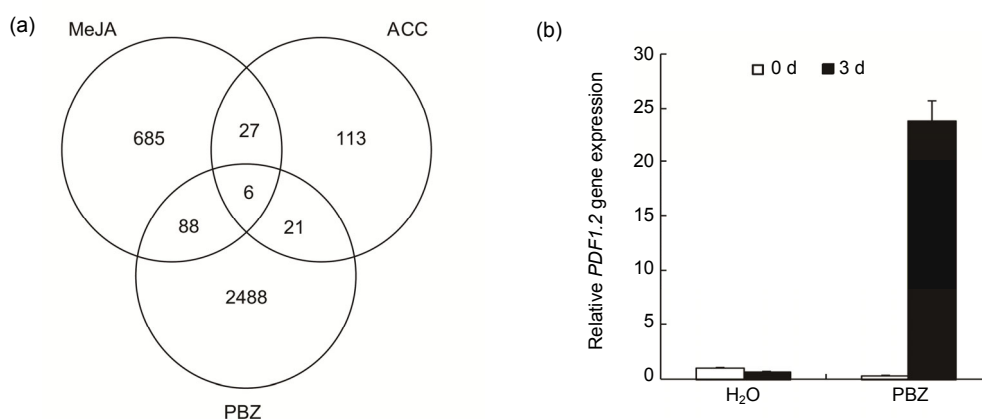 (a)
MeJA
ACC
685
27
113
6
88
21
2488
PBZ
(b)
Relative PDF1.2 gene expression
30
25
20
15
10
5
0
0 d
3 d
H₂O
PBZ